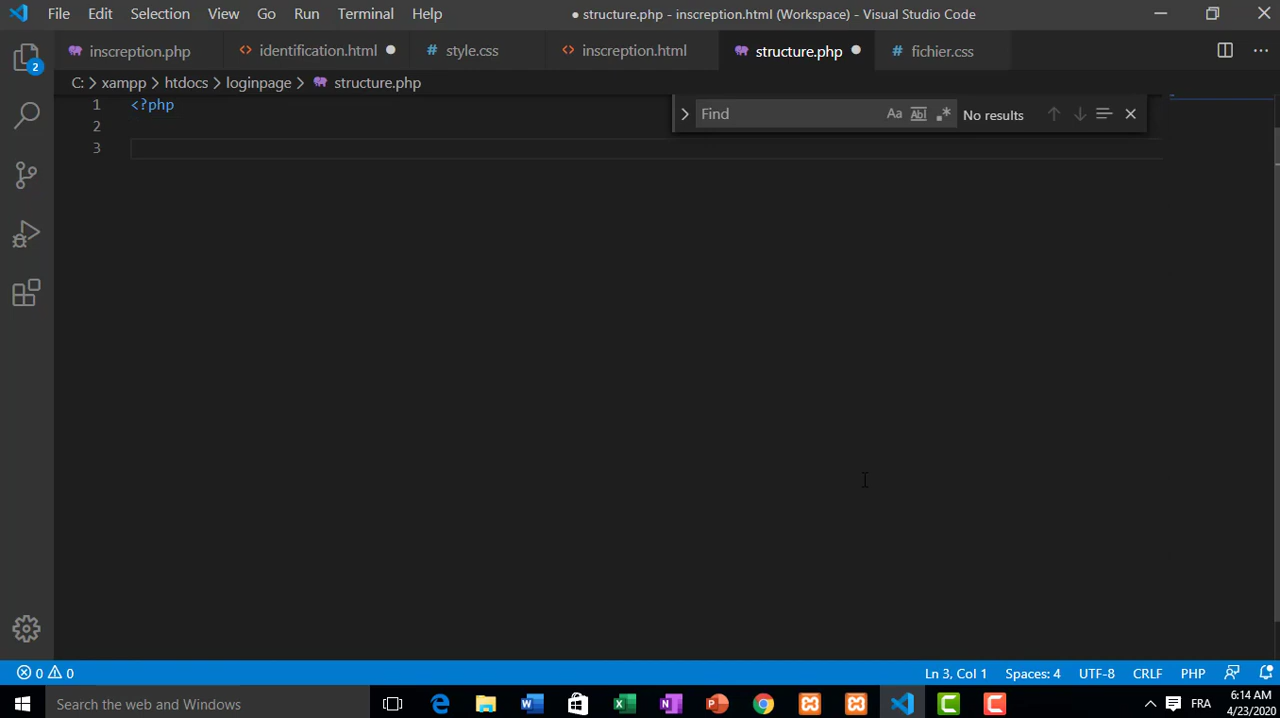 File Edit Selection View Go Run Terminal Help ● structure.php - inscreption.html (Workspace) - Visual Studio Code
inscreption.php identification.html ● style.css inscreption.html structure.php ● fichier.css
C: > xampp > htdocs > loginpage > structure.php
1 <?php
Find Aa Abl .* No results
2
3
2
0 0 Ln 3, Col 1 Spaces: 4 UTF-8 CRLF PHP
Search the web and Windows FRA 6:14 AM
4/23/2020